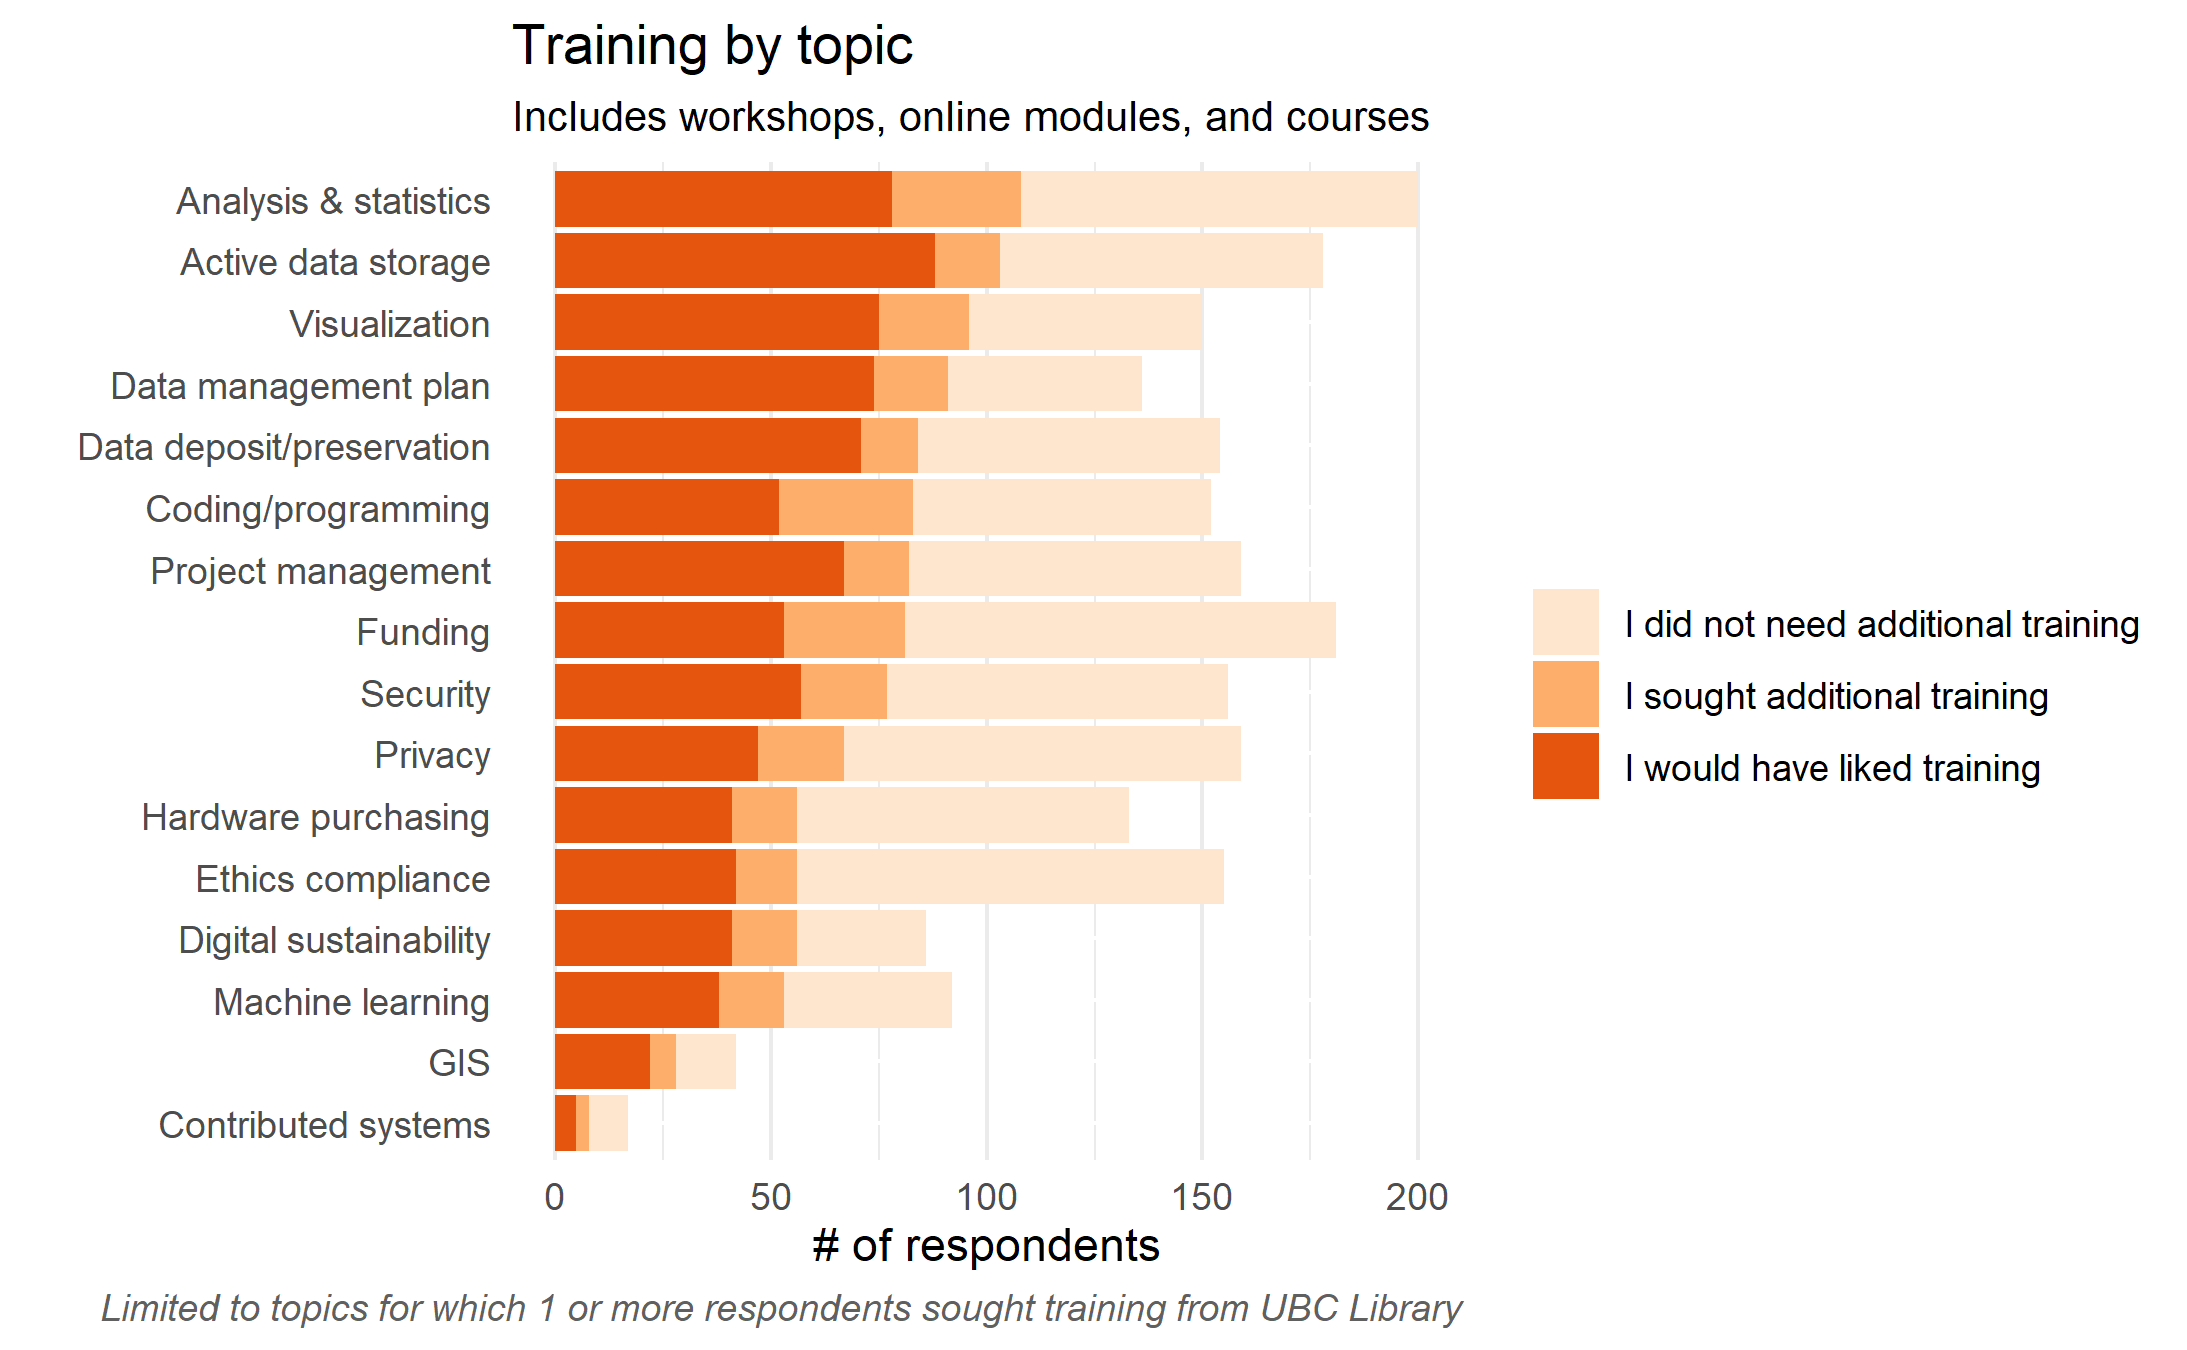 Training by topic
Includes workshops, online modules, and courses
Analysis & statistics
Active data storage
Visualization
Data management plan
Data deposit/preservation
Coding/programming
Project management
Funding
Security
Privacy
Hardware purchasing
Ethics compliance
Digital sustainability
Machine learning
GIS
Contributed systems
I did not need additional training
I sought additional training
I would have liked training
0 50 100 150 200
# of respondents
Limited to topics for which 1 or more respondents sought training from UBC Library